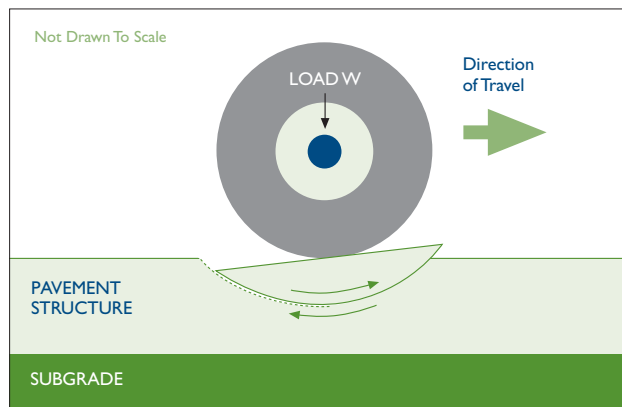 Not Drawn To Scale
LOAD W
Direction
of Travel
PAVEMENT
STRUCTURE
SUBGRADE